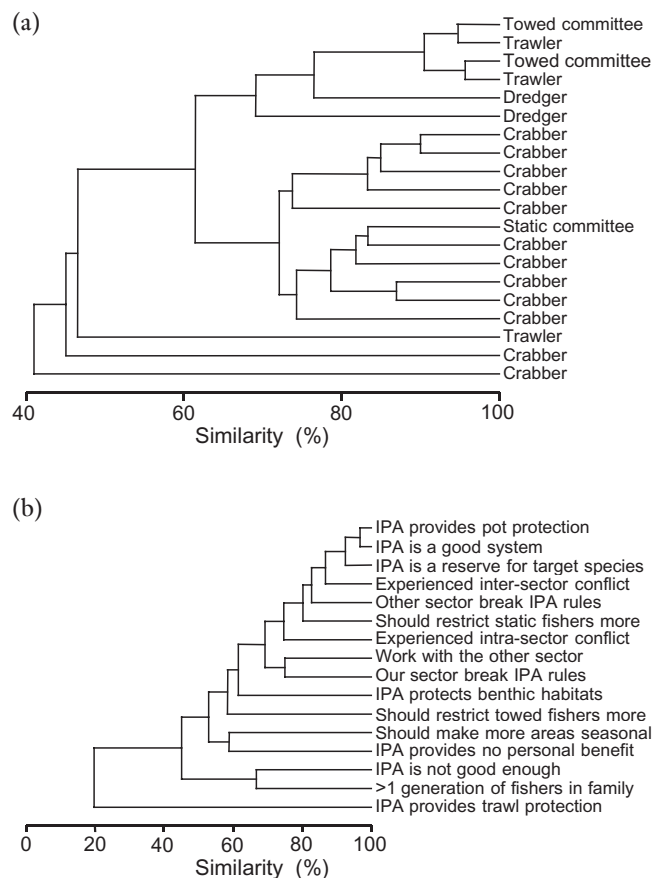 (a)
Towed committee
Trawler
Towed committee
Trawler
Dredger
Dredger
Crabber
Crabber
Crabber
Crabber
Crabber
Static committee
Crabber
Crabber
Crabber
Crabber
Crabber
Trawler
Crabber
Crabber
40 60 80 100
Similarity (%)
(b)
IPA provides pot protection
IPA is a good system
IPA is a reserve for target species
Experienced inter-sector conflict
Other sector break IPA rules
Should restrict static fishers more
Experienced intra-sector conflict
Work with the other sector
Our sector break IPA rules
IPA protects benthic habitats
Should restrict towed fishers more
Should make more areas seasonal
IPA provides no personal benefit
IPA is not good enough
>1 generation of fishers in family
IPA provides trawl protection
0 20 40 60 80 100
Similarity (%)